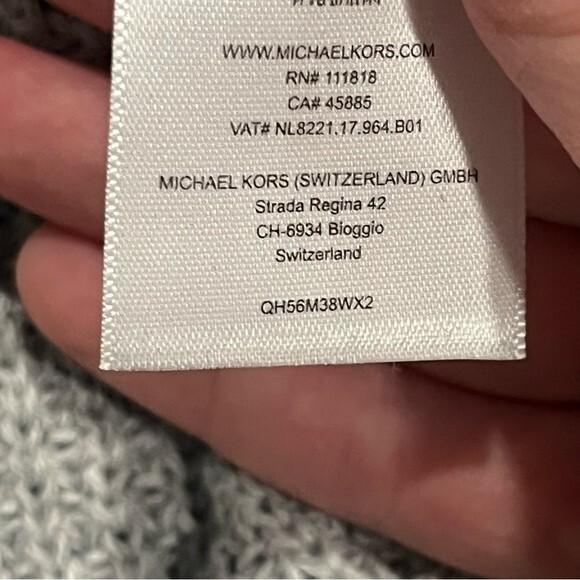 WWW.MICHAELKORS.COM
RN# 111818
CA# 45885
VAT# NL8221.17.964.B01
MICHAEL KORS (SWITZERLAND) GMBH
Strada Regina 42
CH-6934 Bioggio
Switzerland
QH56M38WX2